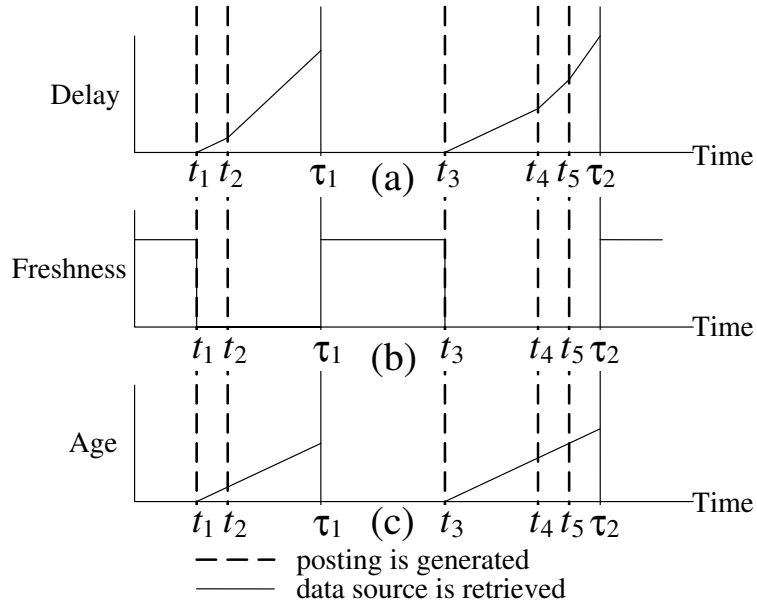 Delay
Time
t1 t2 τ1 (a) t3 t4 t5 τ2
Freshness
Time
t1 t2 τ1 (b) t3 t4 t5 τ2
Age
Time
t1 t2 τ1 (c) t3 t4 t5 τ2
posting is generated
data source is retrieved